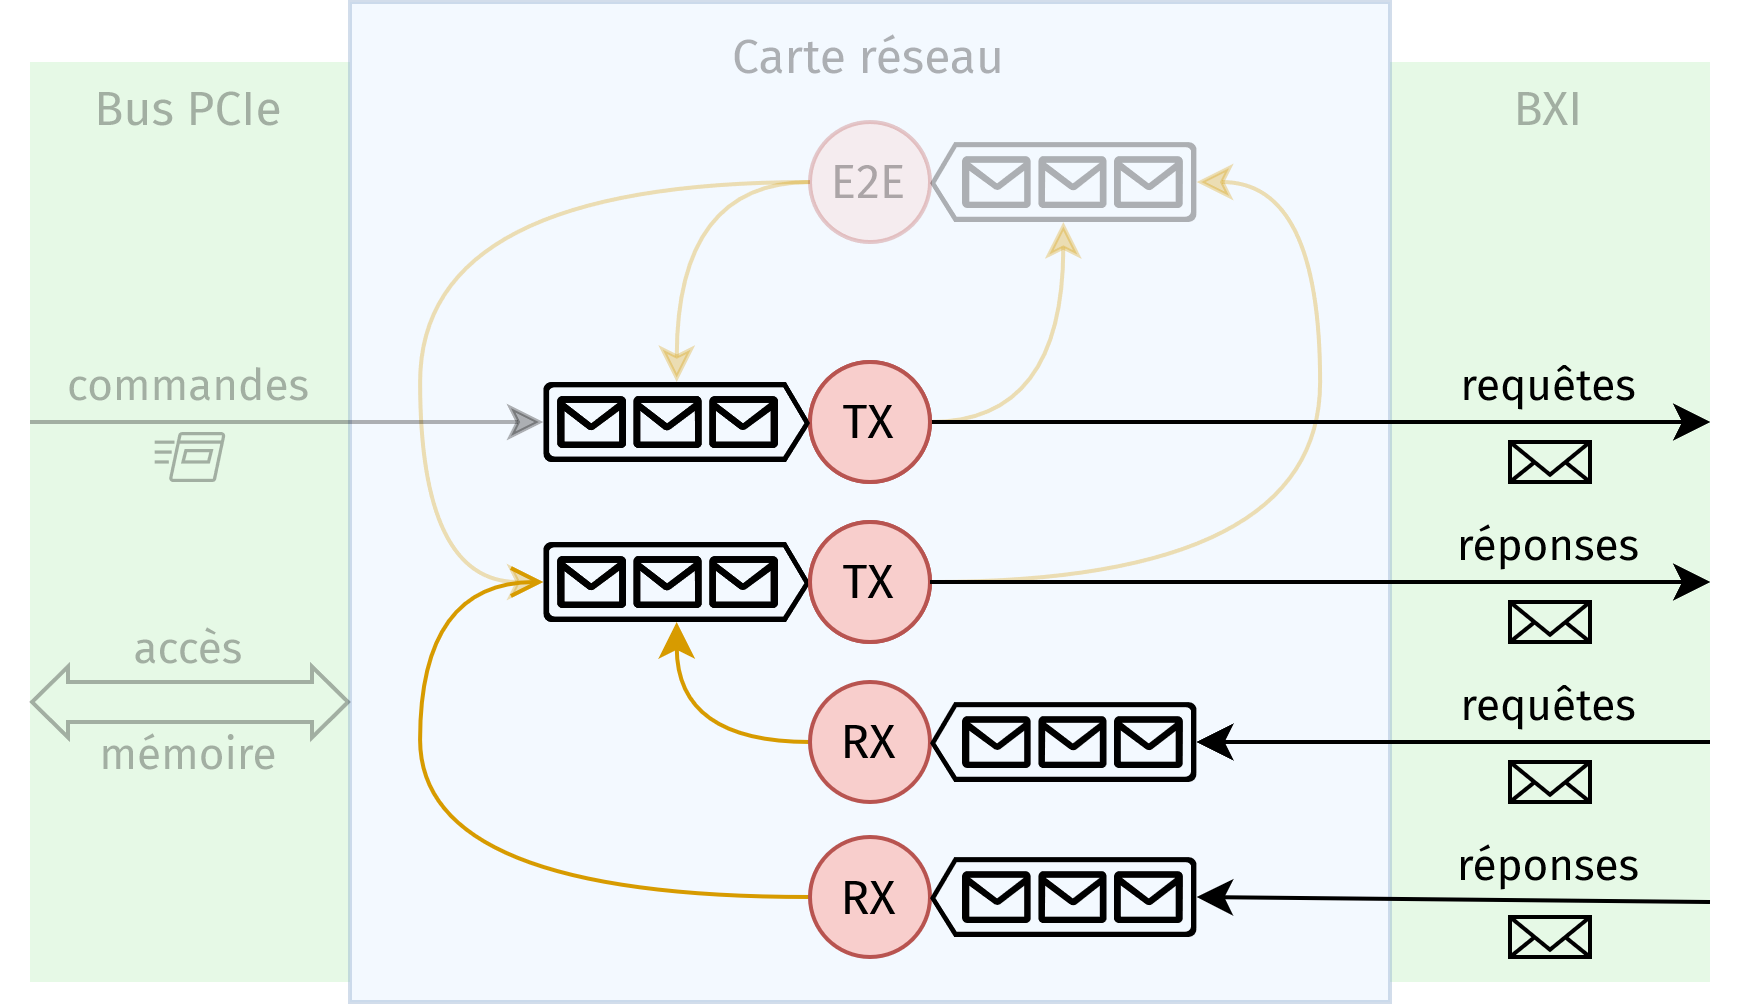 Carte réseau
Bus PCIe
BXI
E2E
commandes
TX
requêtes
TX
réponses
accès
mémoire
RX
requêtes
RX
réponses